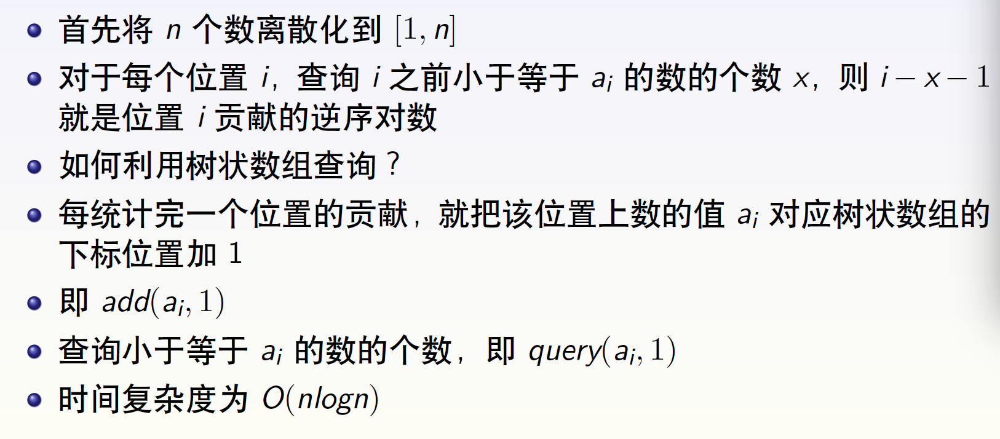 首先将 n 个数离散化到 [1, n]
对于每个位置 i, 查询 i 之前小于等于 aᵢ 的数的个数 x, 则 i − x − 1
就是位置 i 贡献的逆序对数
如何利用树状数组查询？
每统计完一个位置的贡献, 就把该位置上数的值 aᵢ 对应树状数组的
下标位置加 1
即 add(aᵢ, 1)
查询小于等于 aᵢ 的数的个数, 即 query(aᵢ, 1)
时间复杂度为 O(nlogn)